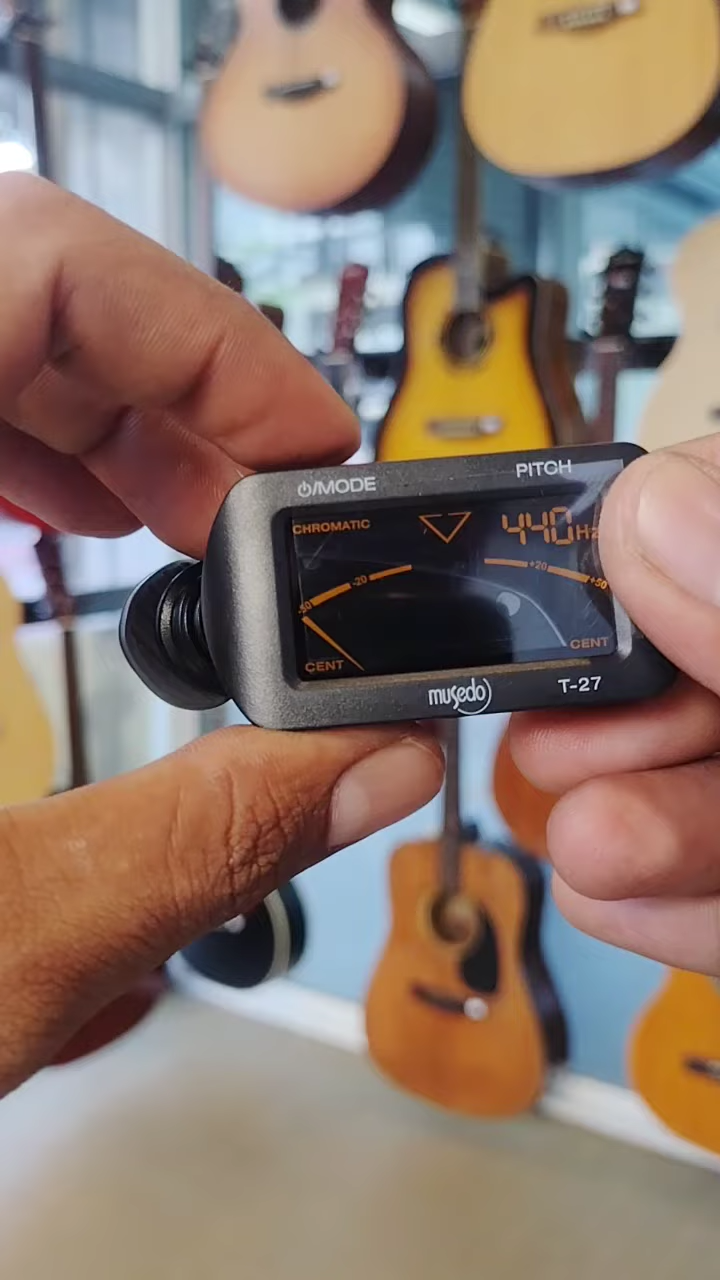 ⏻/MODE PITCH
CHROMATIC 440Hz
-50 -20 +20 +50
CENT CENT
musedo T-27